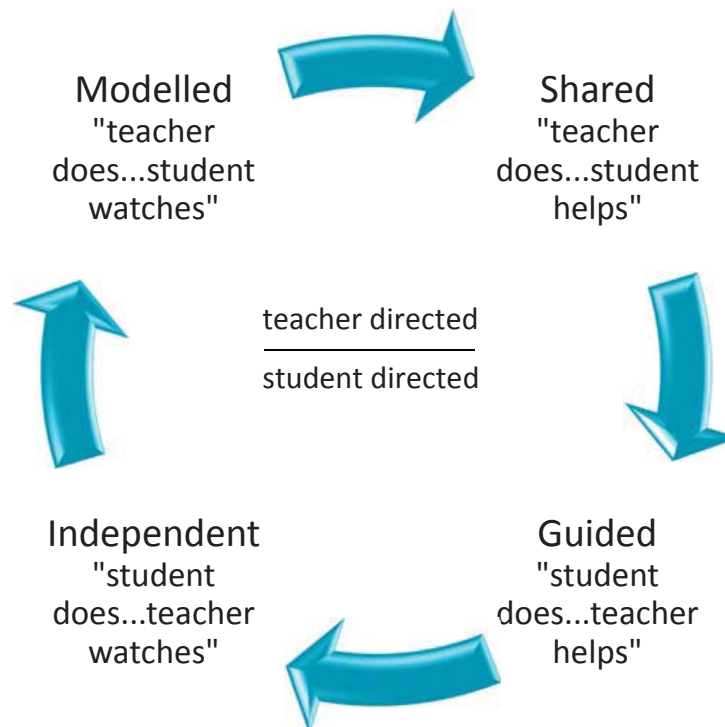 Modelled
"teacher
does...student
watches"
Shared
"teacher
does...student
helps"
teacher directed
student directed
Independent
"student
does...teacher
watches"
Guided
"student
does...teacher
helps"